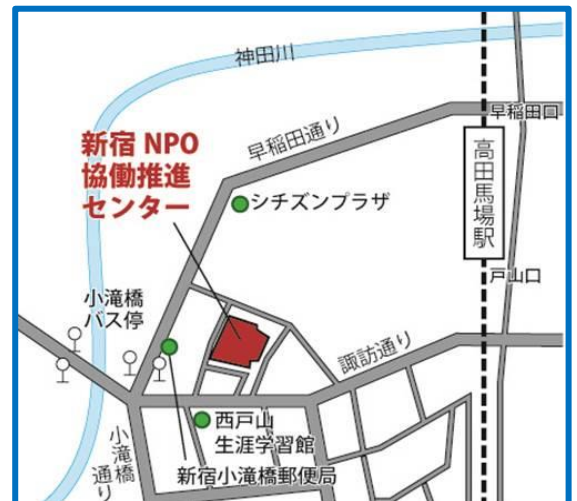 神田川
早稲田口
新宿 NPO
協働推進
センター
早稲田通り
高田馬場駅
シチズンプラザ
戸山口
小滝橋
バス停
諏訪通り
西戸山
生涯学習館
小滝橋
通り
新宿小滝橋郵便局